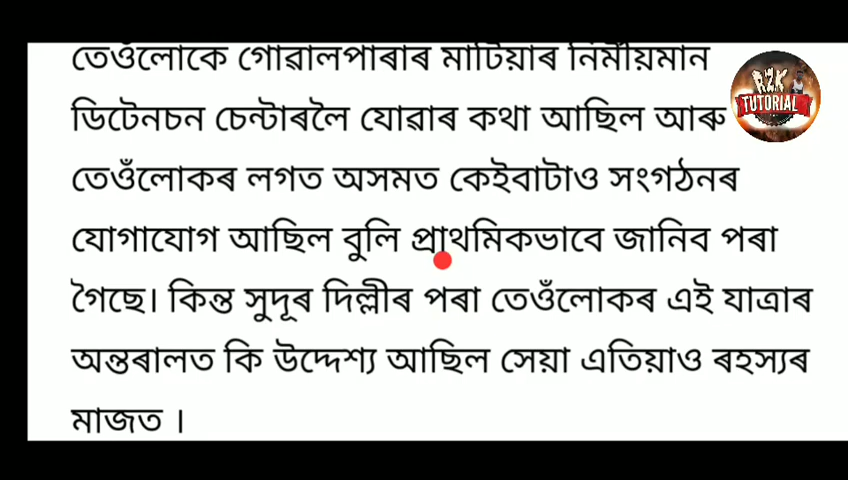 তেওঁলোকে গোৱালপাৰাৰ মাটিয়াৰ নিৰ্মীয়মান
ডিটেনচন চেন্টাৰলৈ যোৱাৰ কথা আছিল আৰু
তেওঁলোকৰ লগত অসমত কেইবাটাও সংগঠনৰ
যোগাযোগ আছিল বুলি প্ৰাথমিকভাবে জানিব পৰা
গৈছে। কিন্ত সুদূৰ দিল্লীৰ পৰা তেওঁলোকৰ এই যাত্ৰাৰ
অন্তৰালত কি উদ্দেশ্য আছিল সেয়া এতিয়াও ৰহস্যৰ
মাজত ।
RZK
TUTORIAL